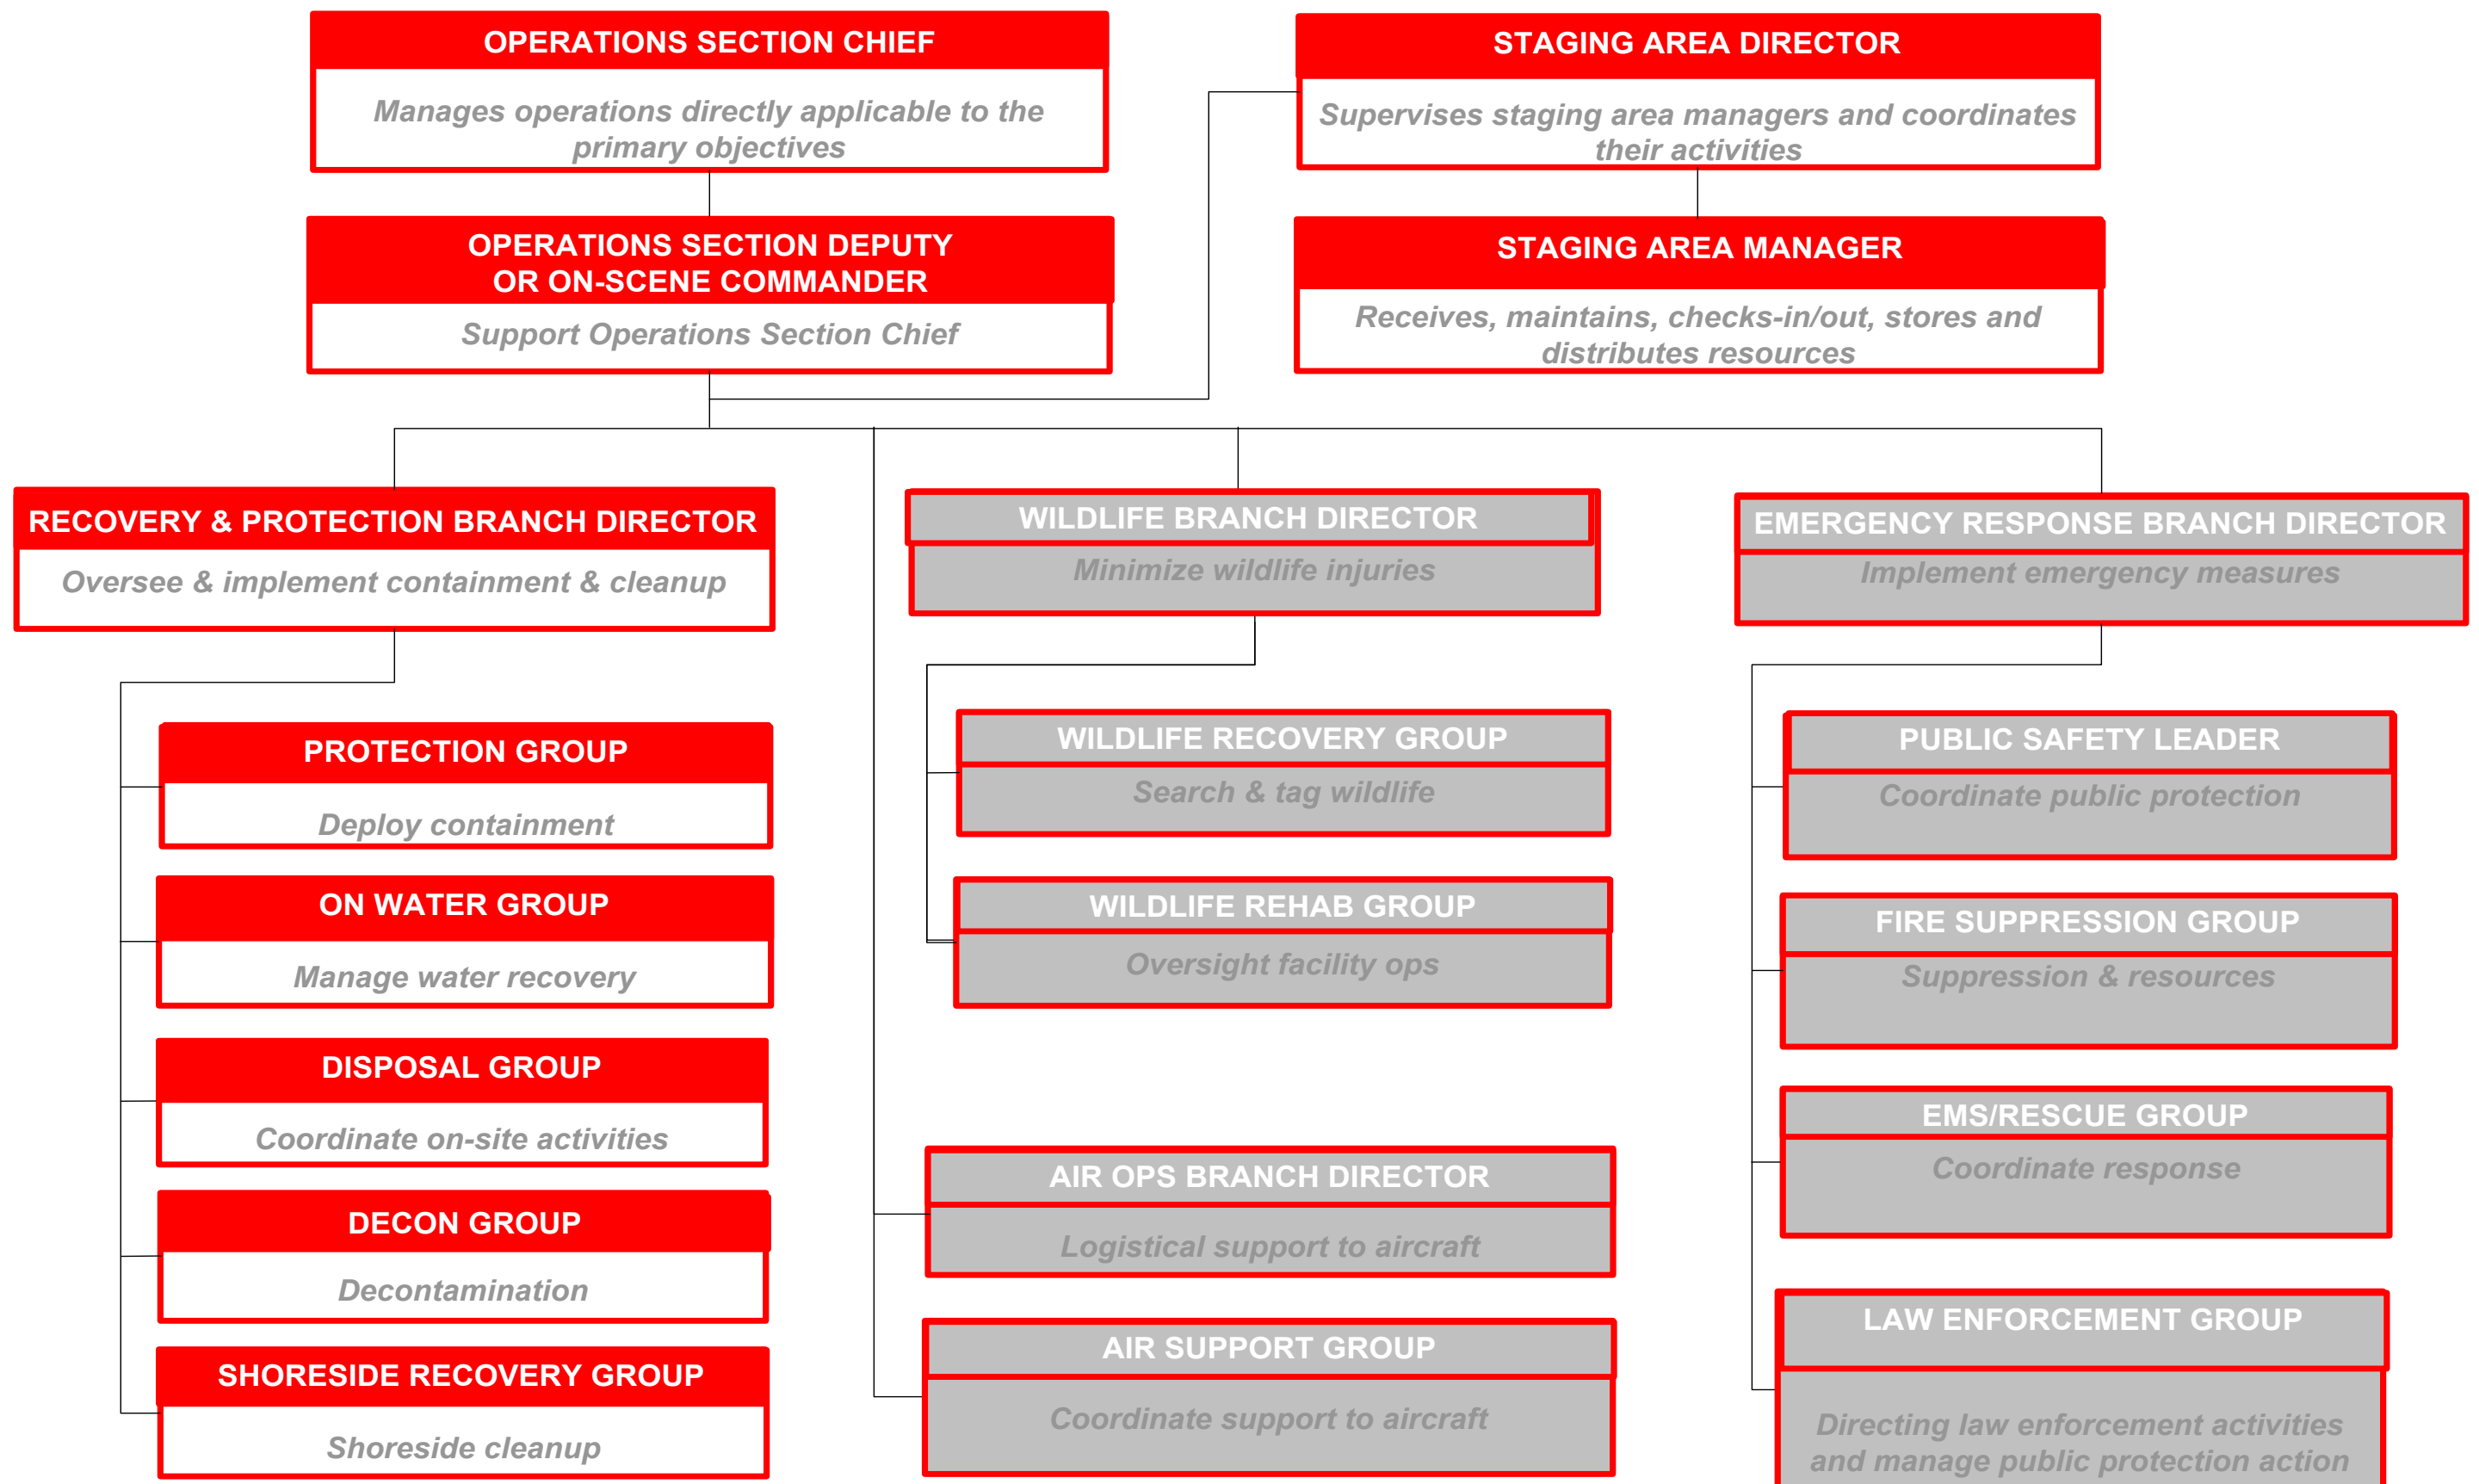 OPERATIONS SECTION CHIEF
Manages operations directly applicable to the
primary objectives
STAGING AREA DIRECTOR
Supervises staging area managers and coordinates
their activities
OPERATIONS SECTION DEPUTY
OR ON-SCENE COMMANDER
Support Operations Section Chief
STAGING AREA MANAGER
Receives, maintains, checks-in/out, stores and
distributes resources
RECOVERY & PROTECTION BRANCH DIRECTOR
Oversee & implement containment & cleanup
WILDLIFE BRANCH DIRECTOR
Minimize wildlife injuries
EMERGENCY RESPONSE BRANCH DIRECTOR
Implement emergency measures
PROTECTION GROUP
Deploy containment
ON WATER GROUP
Manage water recovery
DISPOSAL GROUP
Coordinate on-site activities
DECON GROUP
Decontamination
SHORESIDE RECOVERY GROUP
Shoreside cleanup
WILDLIFE RECOVERY GROUP
Search & tag wildlife
WILDLIFE REHAB GROUP
Oversight facility ops
AIR OPS BRANCH DIRECTOR
Logistical support to aircraft
AIR SUPPORT GROUP
Coordinate support to aircraft
PUBLIC SAFETY LEADER
Coordinate public protection
FIRE SUPPRESSION GROUP
Suppression & resources
EMS/RESCUE GROUP
Coordinate response
LAW ENFORCEMENT GROUP
Directing law enforcement activities
and manage public protection action